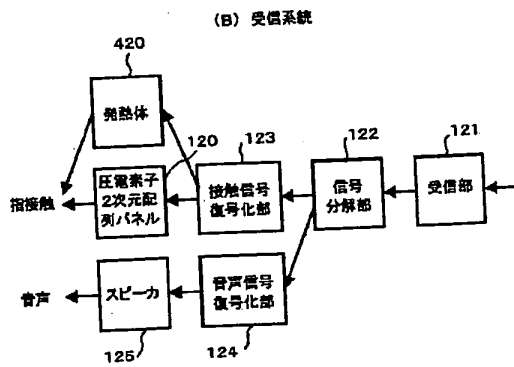 (B) 受信系統
420
発熱体
120
123
122
121
指接触
圧電素子
2次元配
列パネル
接触信号
復号化部
信号
分解部
受信部
音声
スピーカ
音声信号
復号化部
125
124